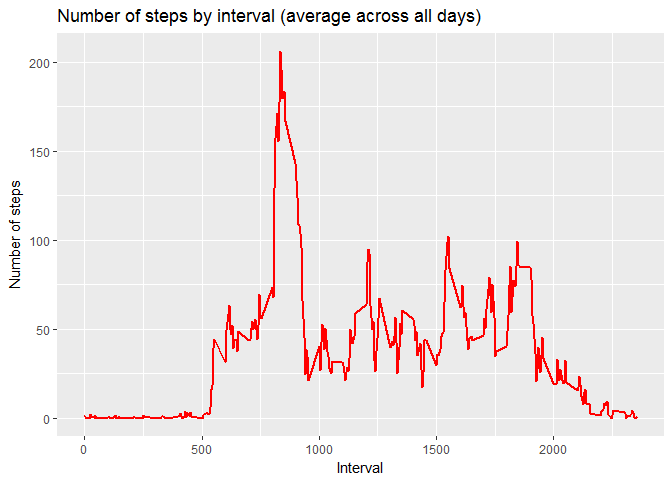 Number of steps by interval (average across all days)
200
150
100
50
0
Number of steps
0 500 1000 1500 2000
Interval